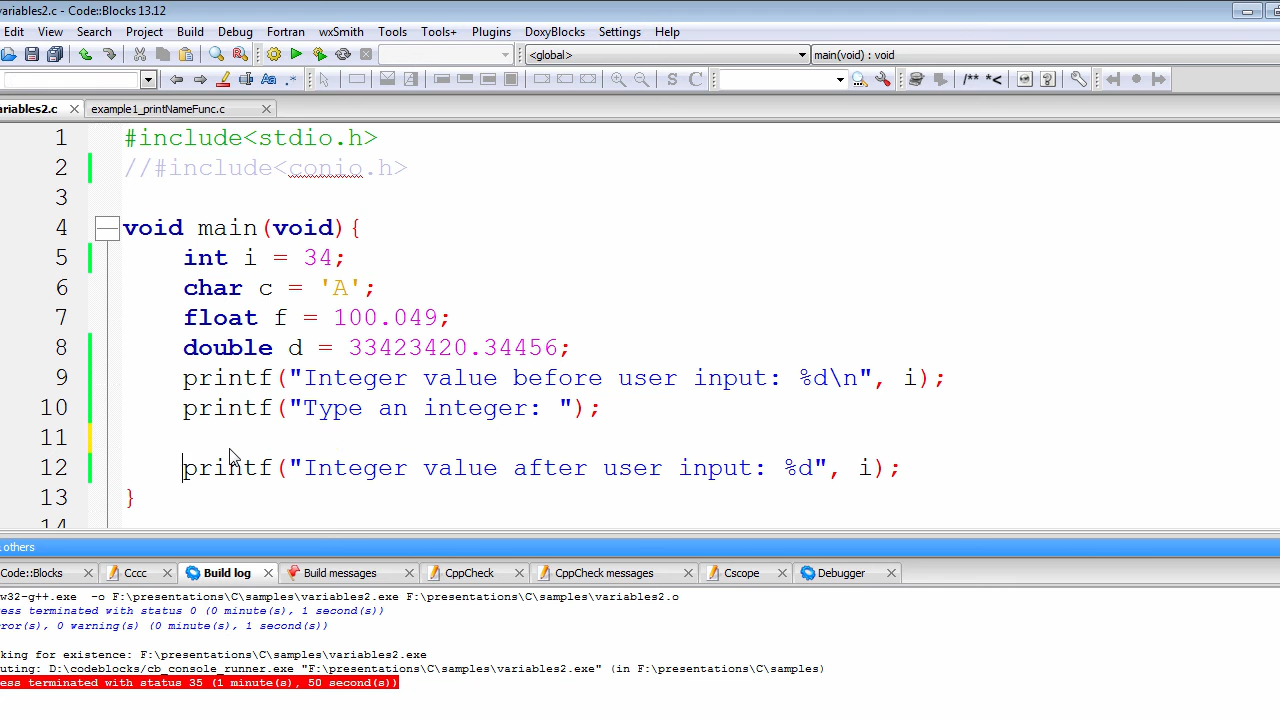 variables2.c - Code::Blocks 13.12
Edit View Search Project Build Debug Fortran wxSmith Tools Tools+ Plugins DoxyBlocks Settings Help
<global> main(void) : void
S C /** *<
ariables2.c example1_printNameFunc.c
1 #include<stdio.h>
2 //#include<conio.h>
3
4 void main(void){
5 int i = 34;
6 char c = 'A';
7 float f = 100.049;
8 double d = 33423420.34456;
9 printf("Integer value before user input: %d\n", i);
10 printf("Type an integer: ");
11
12 printf("Integer value after user input: %d", i);
13 }
14
others
Code::Blocks Cccc Build log Build messages CppCheck CppCheck messages Cscope Debugger
w32-g++.exe -o F:\presentations\C\samples\variables2.exe F:\presentations\C\samples\variables2.o
ess terminated with status 0 (0 minute(s), 1 second(s))
ror(s), 0 warning(s) (0 minute(s), 1 second(s))
king for existence: F:\presentations\C\samples\variables2.exe
uting: D:\codeblocks/cb_console_runner.exe "F:\presentations\C\samples\variables2.exe" (in F:\presentations\C\samples)
ess terminated with status 35 (1 minute(s), 50 second(s))